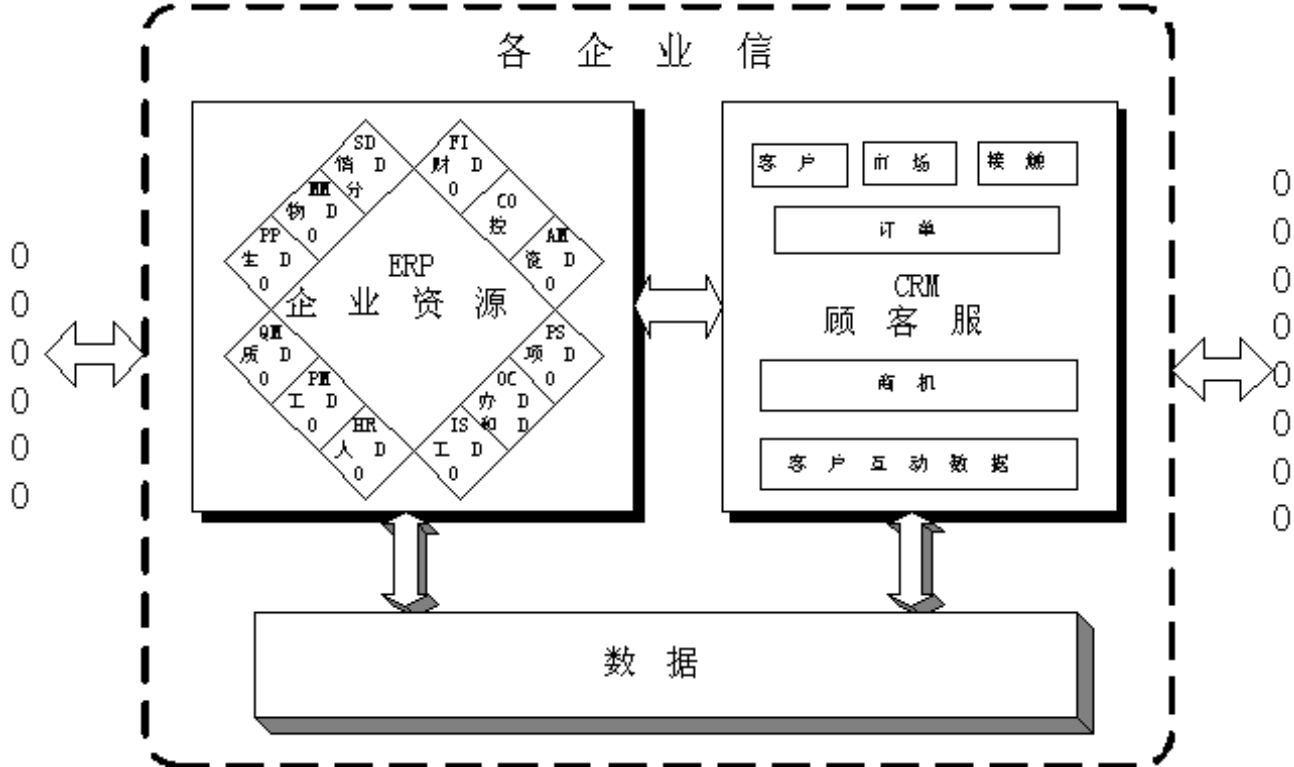 各 企 业 信
SD
销 D
分
MM
物 D
0
PP
生 D
0
FI
财 D
0
CO
控
AM
资 D
0
ERP
企 业 资 源
QM
质 D
0
PM
工 D
0
HR
人 D
0
PS
项 D
0
OC
办 D
和 D
IS
工 D
0
客 户
市 场
接 触
订 单
CRM
顾 客 服
商 机
客 户 互 动 数 据
数 据
0
0
0
0
0
0
0
0
0
0
0
0
0
0